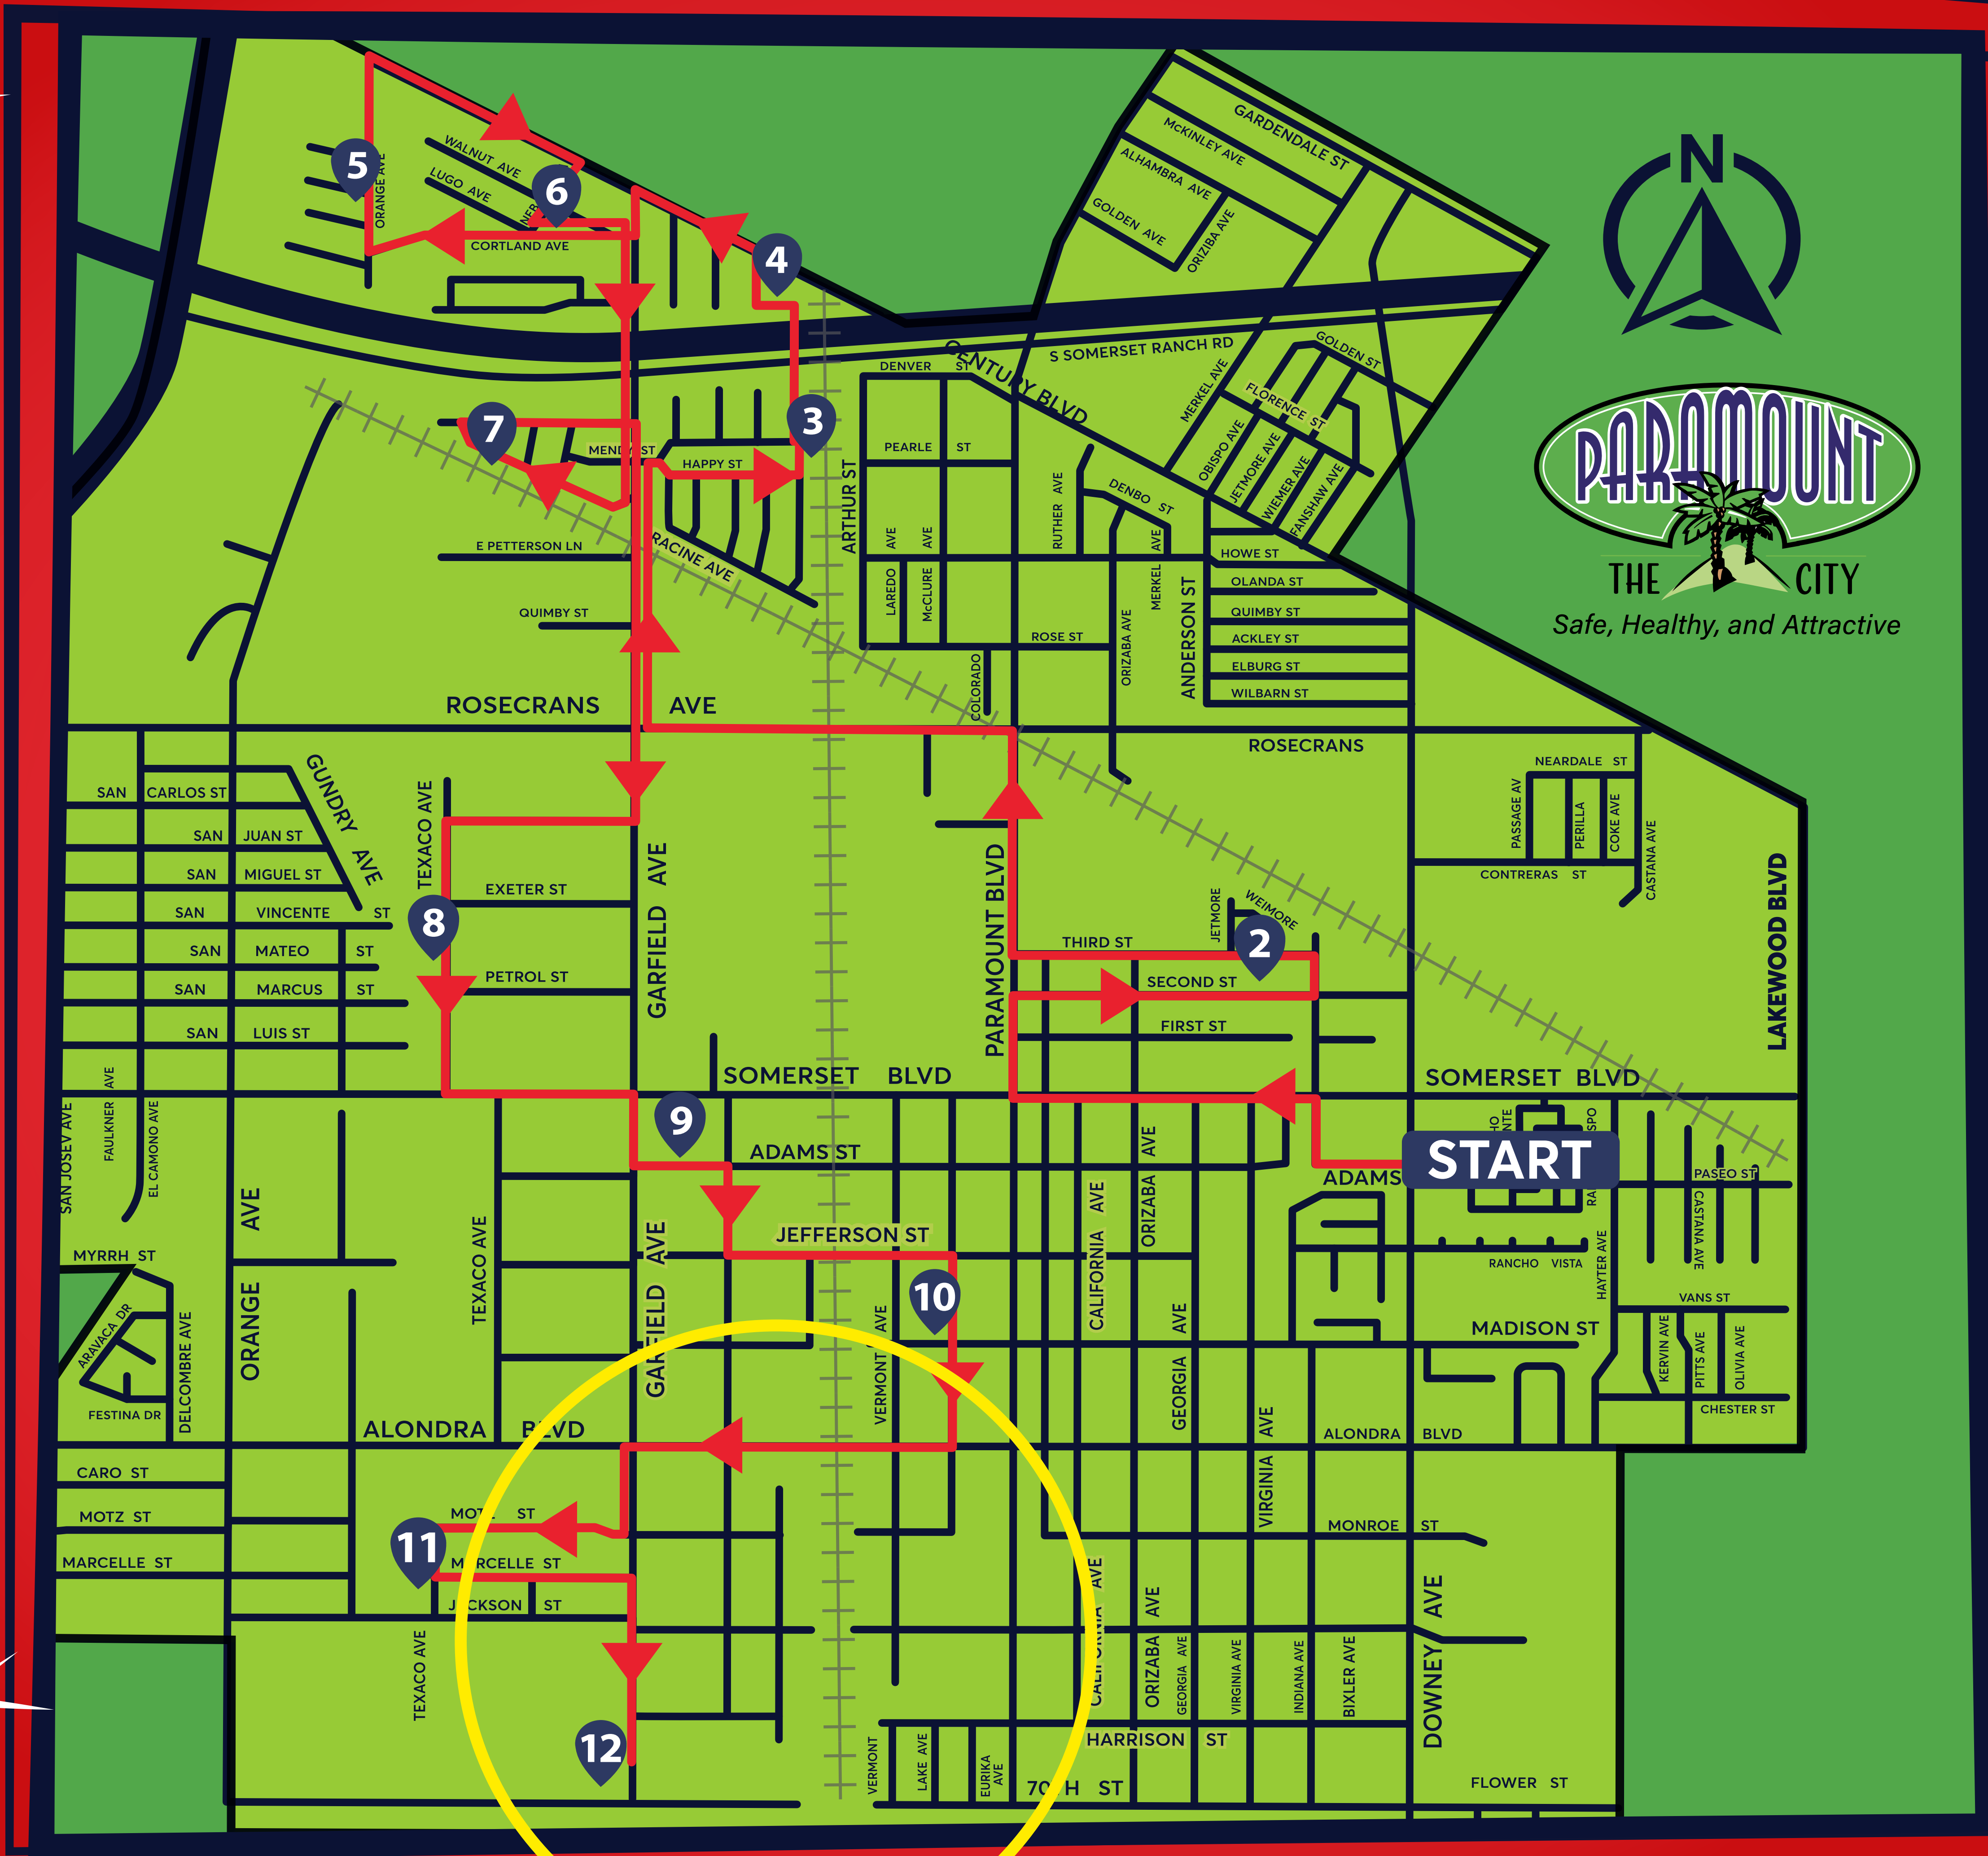 GARDENDALE ST
McKINLEY AVE
ALHAMBRA AVE
GOLDEN AVE
ORIZIBA AVE
N
5
ORANGE AVE
WALNUT AVE
LUGO AVE
6
CORTLAND AVE
4
S SOMERSET RANCH RD
CENTURY BLVD
GOLDEN ST
MERKEL AVE
FLORENCE ST
OBISPO AVE
JETMORE AVE
WIEMER AVE
FANSHAW AVE
DENVER ST
PEARLE ST
7
MENDY ST
HAPPY ST
3
ARTHUR ST
RUTHER AVE
DENBO ST
MERKEL AVE
E PETTERSON LN
RACINE AVE
QUIMBY ST
LAREDO AVE
McCLURE AVE
ROSE ST
COLORADO
ORIZABA AVE
ANDERSON ST
HOWE ST
OLANDA ST
QUIMBY ST
ACKLEY ST
ELBURG ST
WILBARN ST
PARAMOUNT
THE CITY
Safe, Healthy, and Attractive
ROSECRANS AVE
ROSECRANS
GUNDRY AVE
SAN CARLOS ST
SAN JUAN ST
SAN MIGUEL ST
SAN VINCENTE ST
SAN MATEO ST
SAN MARCUS ST
SAN LUIS ST
TEXACO AVE
8
EXETER ST
PETROL ST
GARFIELD AVE
PARAMOUNT BLVD
JETMORE
WEIMORE
2
THIRD ST
SECOND ST
FIRST ST
NEARDALE ST
PASSAGE AV
PERILLA
COKE AVE
CASTANA AVE
CONTRERAS ST
LAKEWOOD BLVD
SOMERSET BLVD
SOMERSET BLVD
SAN JOSEV AVE
FAULKNER AVE
EL CAMONO AVE
9
ADAMS ST
ADAMS
START
PASEO ST
CASTANA AVE
HAYTER AVE
RANCHO VISTA
VANS ST
KERVIN AVE
PITTS AVE
OLIVIA AVE
CHESTER ST
MADISON ST
ORANGE AVE
MYRRH ST
ARAVACA DR
DELCOMBRE AVE
FESTINA DR
TEXACO AVE
GARFIELD AVE
JEFFERSON ST
10
VERMONT AVE
CALIFORNIA AVE
ORIZABA AVE
GEORGIA AVE
VIRGINIA AVE
ALONDRA BLVD
ALONDRA BLVD
CARO ST
MOTZ ST
MARCELLE ST
MOTZ ST
11
MARCELLE ST
JACKSON ST
TEXACO AVE
12
MONROE ST
CALIFORNIA AVE
ORIZABA AVE
GEORGIA AVE
VIRGINIA AVE
INDIANA AVE
BIXLER AVE
DOWNEY AVE
HARRISON ST
VERMONT
LAKE AVE
EURIKA AVE
70TH ST
FLOWER ST